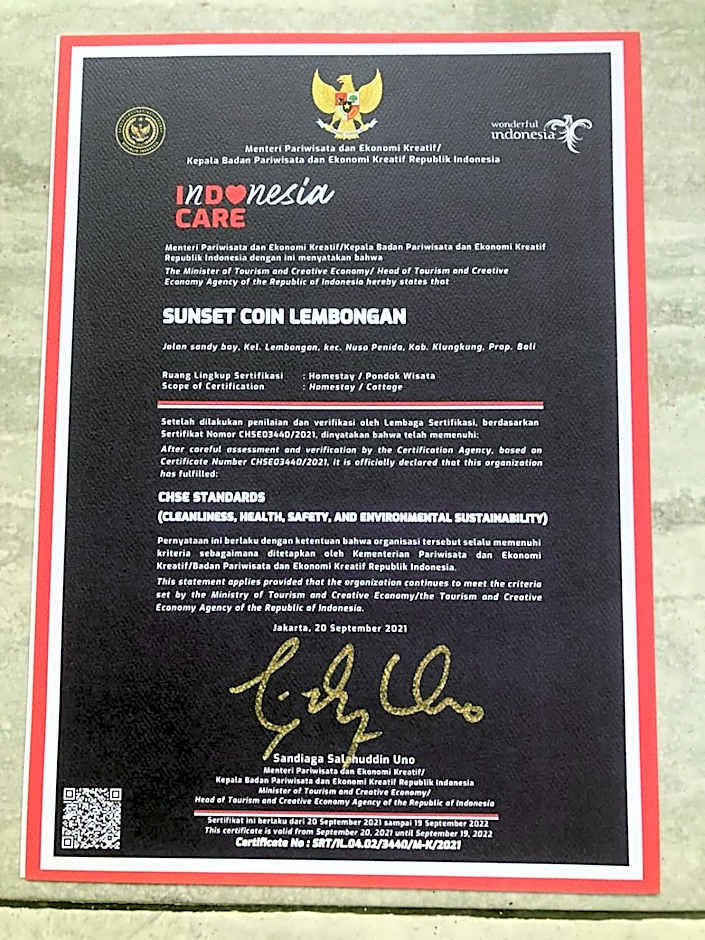 wonderful
indonesia
Menteri Pariwisata dan Ekonomi Kreatif/
Kepala Badan Pariwisata dan Ekonomi Kreatif Republik Indonesia
INDONesia
CARE
Menteri Pariwisata dan Ekonomi Kreatif/Kepala Badan Pariwisata dan Ekonomi Kreatif
Republik Indonesia dengan ini menyatakan bahwa
The Minister of Tourism and Creative Economy/ Head of Tourism and Creative
Economy Agency of the Republic of Indonesia hereby states that
SUNSET COIN LEMBONGAN
Jalan sandy bay, Kel. Lembongan, kec. Nusa Penida, Kab. Klungkung, Prop. Bali
Ruang Lingkup Sertifikasi : Homestay / Pondok Wisata
Scope of Certification : Homestay / Cottage
Setelah dilakukan penilaian dan verifikasi oleh Lembaga Sertifikasi, berdasarkan
Sertifikat Nomor CHSE03440/2021, dinyatakan bahwa telah memenuhi:
After careful assessment and verification by the Certification Agency, based on
Certificate Number CHSE03440/2021, it is officially declared that this organization
has fulfilled:
CHSE STANDARDS
(CLEANLINESS, HEALTH, SAFETY, AND ENVIRONMENTAL SUSTAINABILITY)
Pernyataan ini berlaku dengan ketentuan bahwa organisasi tersebut selalu memenuhi
kriteria sebagaimana ditetapkan oleh Kementerian Pariwisata dan Ekonomi
Kreatif/Badan Pariwisata dan Ekonomi Kreatif Republik Indonesia.
This statement applies provided that the organization continues to meet the criteria
set by the Ministry of Tourism and Creative Economy/the Tourism and Creative
Economy Agency of the Republic of Indonesia.
Jakarta, 20 September 2021
Sandiaga Salahuddin Uno
Menteri Pariwisata dan Ekonomi Kreatif/
Kepala Badan Pariwisata dan Ekonomi Kreatif Republik Indonesia
Minister of Tourism and Creative Economy/
Head of Tourism and Creative Economy Agency of the Republic of Indonesia
Sertifikat ini berlaku dari 20 September 2021 sampai 19 September 2022
This certificate is valid from September 20, 2021 until September 19, 2022
Certificate No : SRT/IL.04.02/3440/M-K/2021